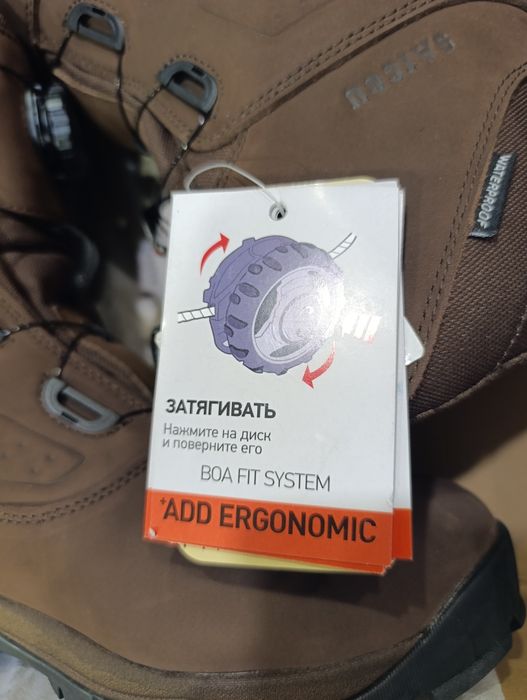 WATERPROOF
ЗАТЯГИВАТЬ
Нажмите на диск
и поверните его
BOA FIT SYSTEM
+ADD ERGONOMIC